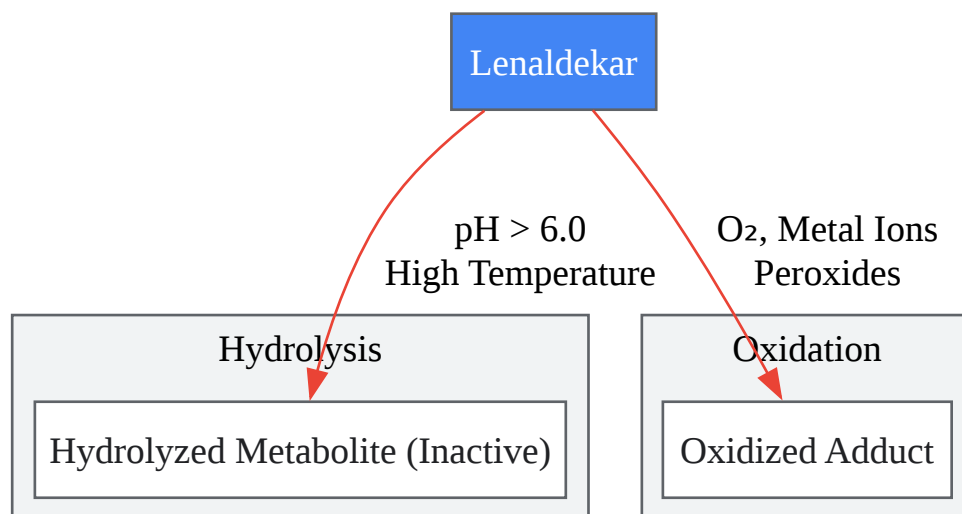 Lenaldekar
pH > 6.0
High Temperature
O₂, Metal Ions
Peroxides
Hydrolysis
Hydrolyzed Metabolite (Inactive)
Oxidation
Oxidized Adduct